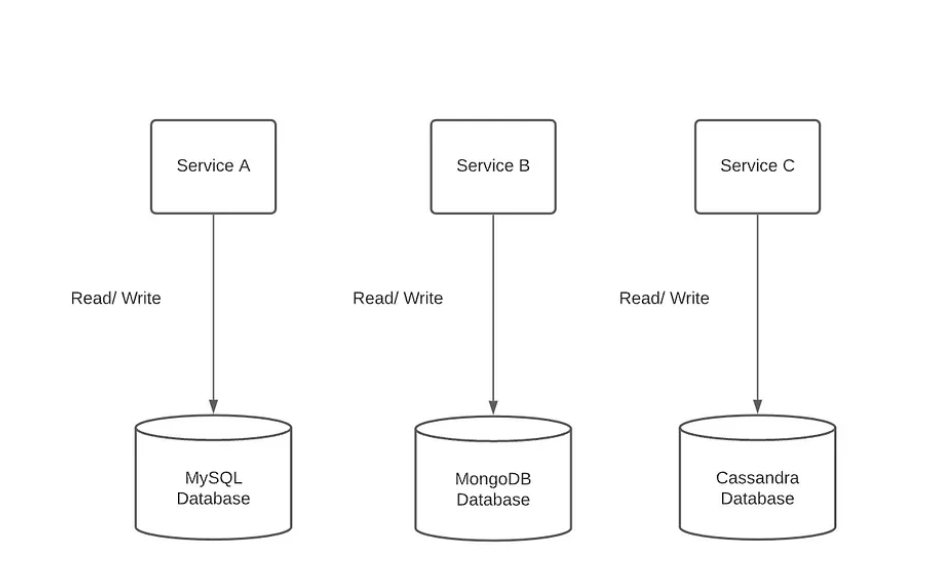 Service A
Service B
Service C
Read/ Write
Read/ Write
Read/ Write
MySQL
Database
MongoDB
Database
Cassandra
Database